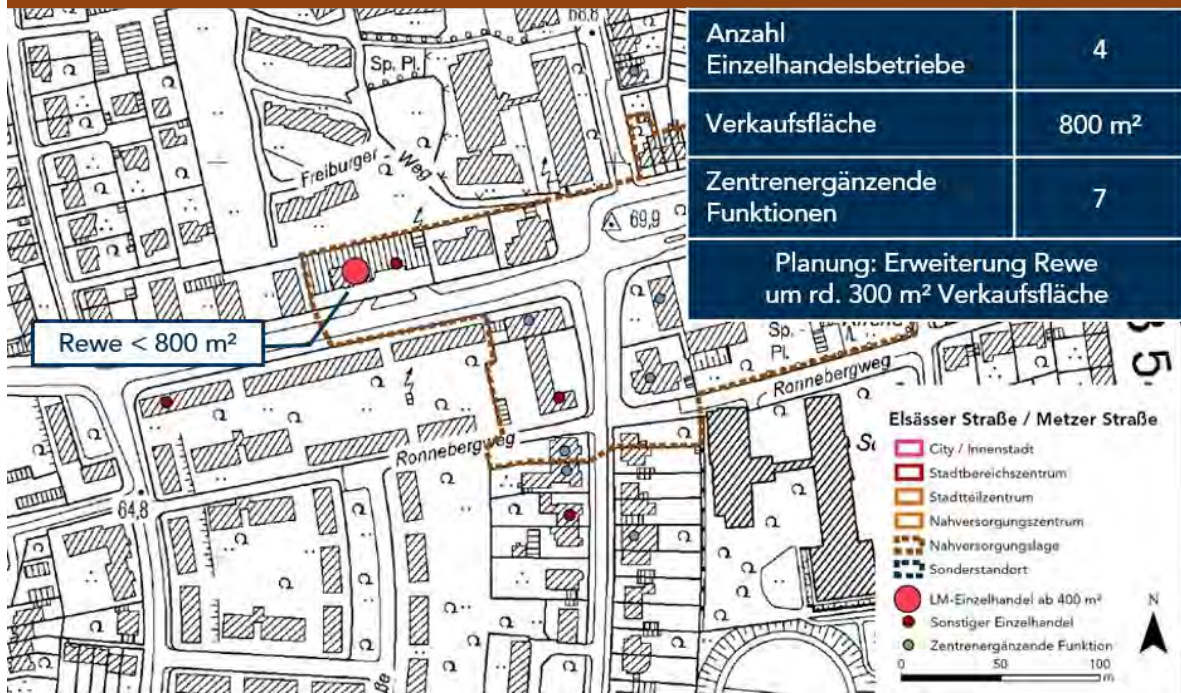 Anzahl
Einzelhandelsbetriebe
4
Verkaufsfläche
800 m²
Zentrenergänzende
Funktionen
7
Planung: Erweiterung Rewe
um rd. 300 m² Verkaufsfläche
Sp. Pl.
Freiburger - Weg
69,9
Rewe < 800 m²
Sp. -
Pl.
Ronnebergweg
Ronnebergweg
64,8
Elsässer Straße / Metzer Straße
City / Innenstadt
Stadtbereichszentrum
Stadtteilzentrum
Nahversorgungszentrum
Nahversorgungslage
Sonderstandort
LM-Einzelhandel ab 400 m²
Sonstiger Einzelhandel
Zentrenergänzende Funktion
N
0 50 100
m